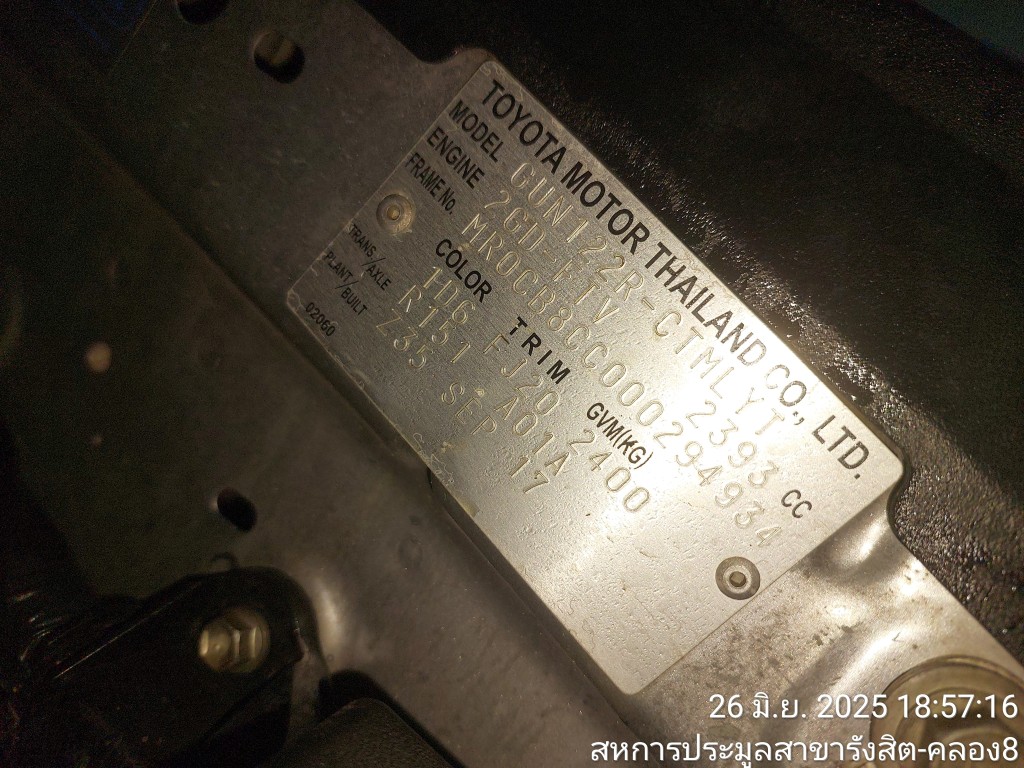 TOYOTA MOTOR THAILAND CO., LTD.
MODEL GUN122R-CTMLYT
ENGINE 2GD-FTV 2393 CC
FRAME No. MR0CB8CC000294934
COLOR TRIM GVM(KG)
1D6 FJ20 2400
TRANS/AXLE R151 A01A
PLANT/BUILT Z35 SEP 17
02060
26 มิ.ย. 2025 18:57:16
สหการประมูลสาขารังสิต-คลอง8